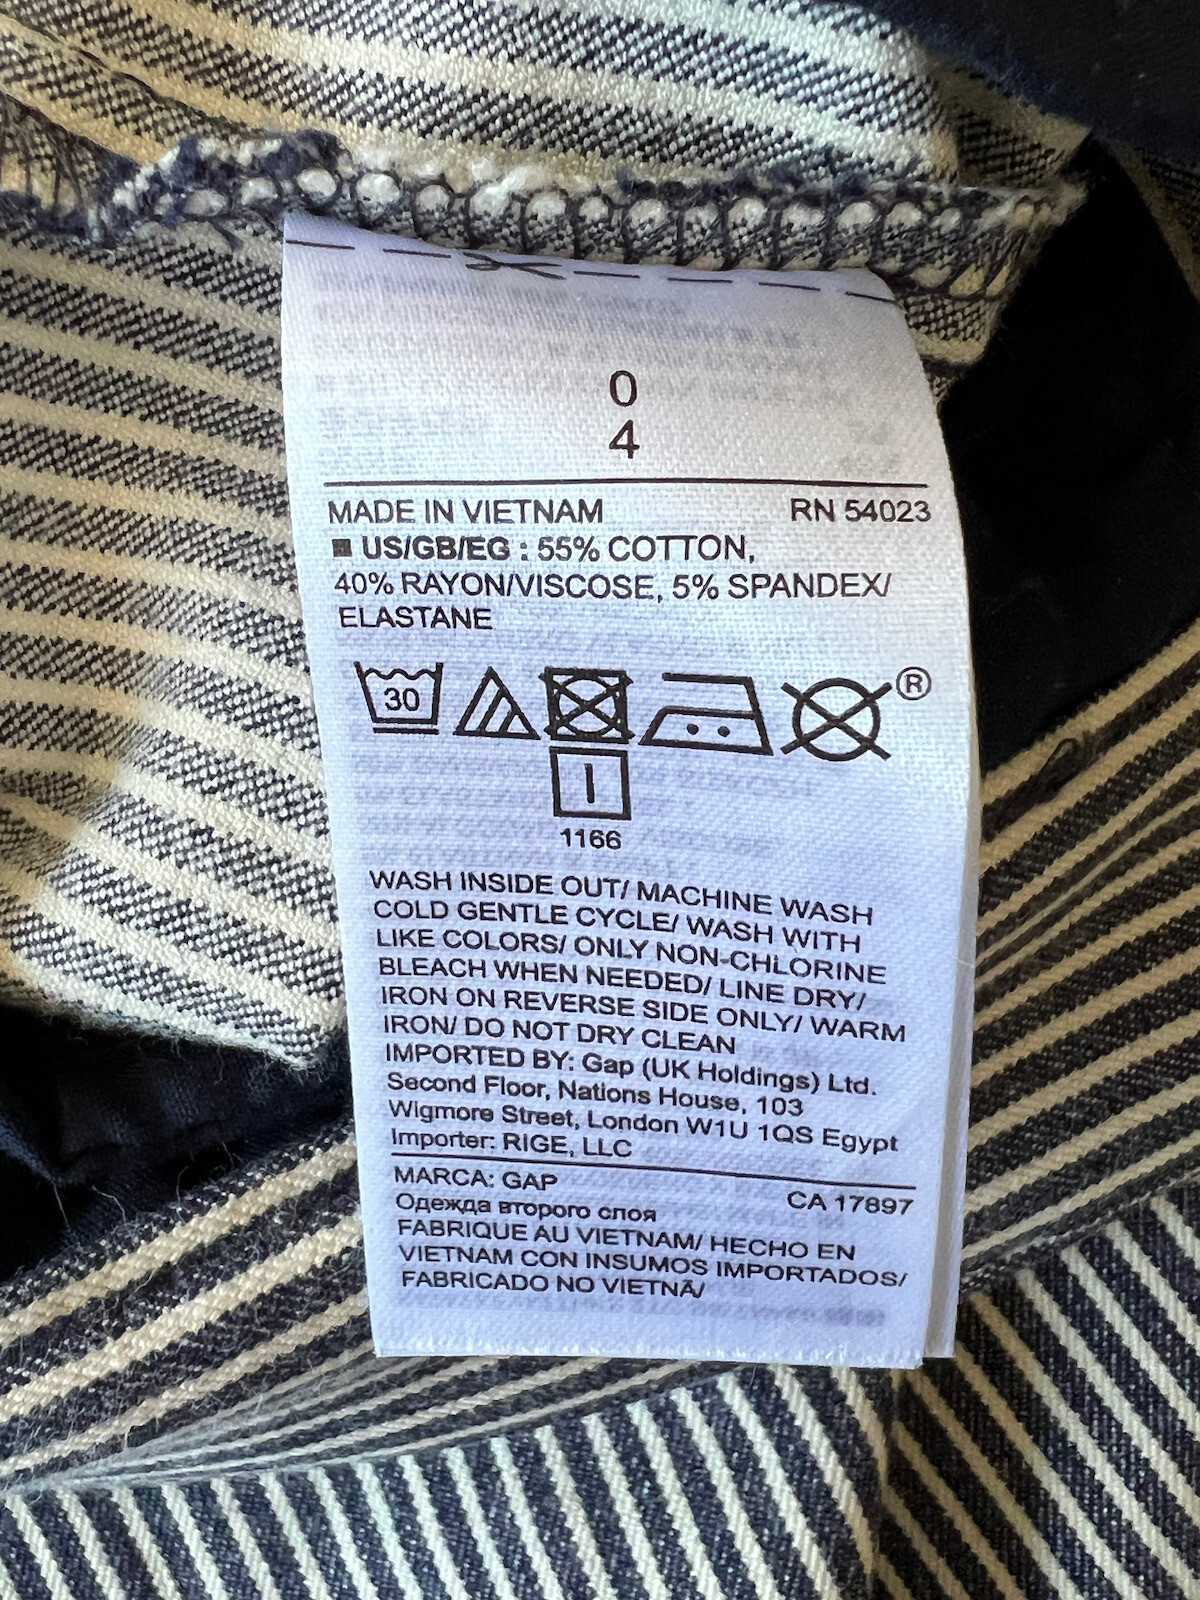 0
4
MADE IN VIETNAM RN 54023
US/GB/EG : 55% COTTON,
40% RAYON/VISCOSE, 5% SPANDEX/
ELASTANE
30
®
1166
WASH INSIDE OUT/ MACHINE WASH
COLD GENTLE CYCLE/ WASH WITH
LIKE COLORS/ ONLY NON-CHLORINE
BLEACH WHEN NEEDED/ LINE DRY/
IRON ON REVERSE SIDE ONLY/ WARM
IRON/ DO NOT DRY CLEAN
IMPORTED BY: Gap (UK Holdings) Ltd.
Second Floor, Nations House, 103
Wigmore Street, London W1U 1QS Egypt
Importer: RIGE, LLC
MARCA: GAP CA 17897
Одежда второго слоя
FABRIQUE AU VIETNAM/ HECHO EN
VIETNAM CON INSUMOS IMPORTADOS/
FABRICADO NO VIETNÃ/